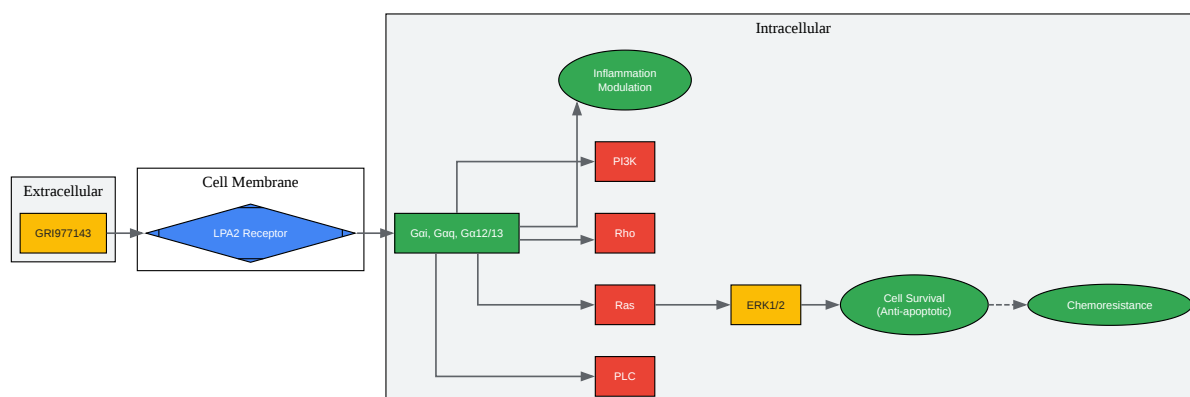 Intracellular
Inflammation
Modulation
PI3K
Extracellular
Cell Membrane
GRI977143
LPA2 Receptor
Gαi, Gαq, Gα12/13
Rho
Ras
ERK1/2
Cell Survival
(Anti-apoptotic)
Chemoresistance
PLC